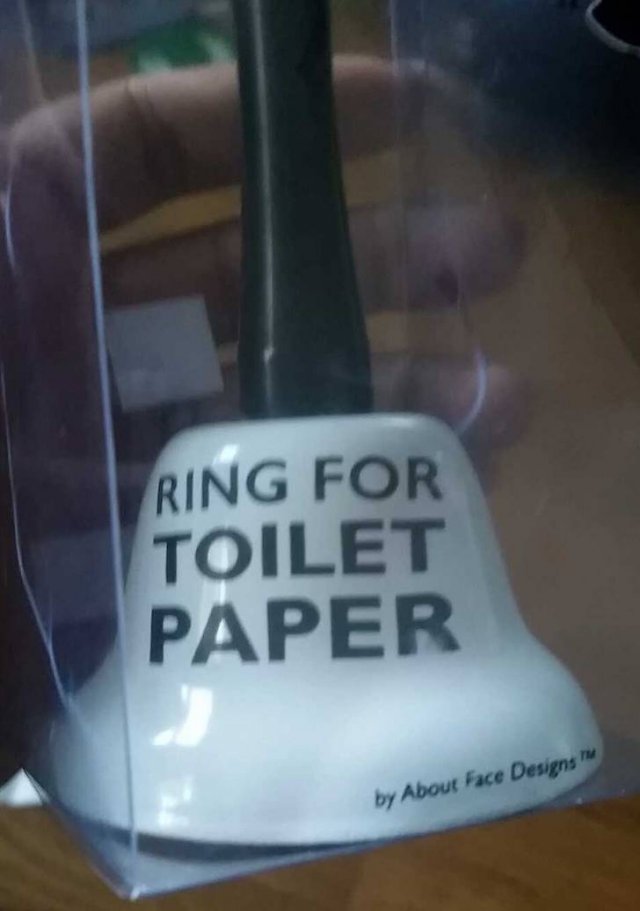 RING FOR
TOILET
PAPER
by About Face Designs™